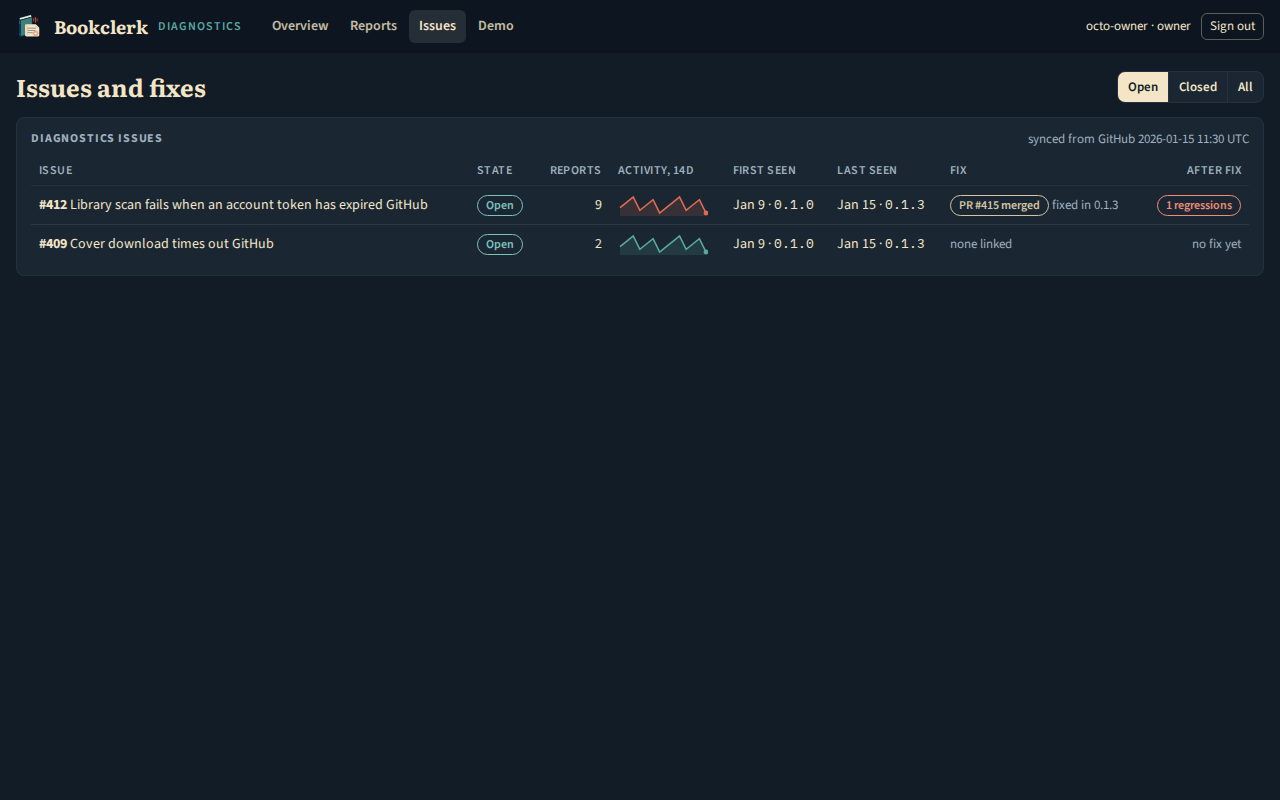 Bookclerk DIAGNOSTICS Overview Reports Issues Demo octo-owner · owner Sign out
Issues and fixes Open Closed All
DIAGNOSTICS ISSUES synced from GitHub 2026-01-15 11:30 UTC
ISSUE STATE REPORTS ACTIVITY, 14D FIRST SEEN LAST SEEN FIX AFTER FIX
#412 Library scan fails when an account token has expired GitHub Open 9 Jan 9 · 0.1.0 Jan 15 · 0.1.3 PR #415 merged fixed in 0.1.3 1 regressions
#409 Cover download times out GitHub Open 2 Jan 9 · 0.1.0 Jan 15 · 0.1.3 none linked no fix yet